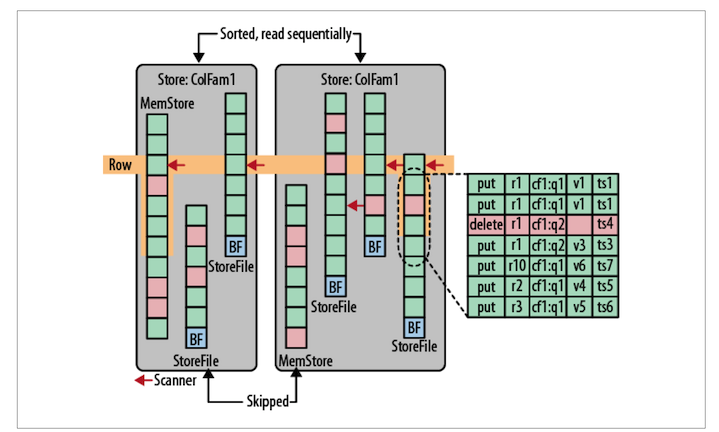 Sorted, read sequentially
Store: ColFam1
MemStore
Row
BF
StoreFile
BF
StoreFile
Store: ColFam1
BF
StoreFile
BF
StoreFile
MemStore
Scanner
Skipped
put r1 cf1:q1 v1 ts1
put r1 cf1:q1 v1 ts1
delete r1 cf1:q2 ts4
put r1 cf1:q2 v3 ts3
put r10 cf1:q1 v6 ts7
put r2 cf1:q1 v4 ts5
put r3 cf1:q1 v5 ts6